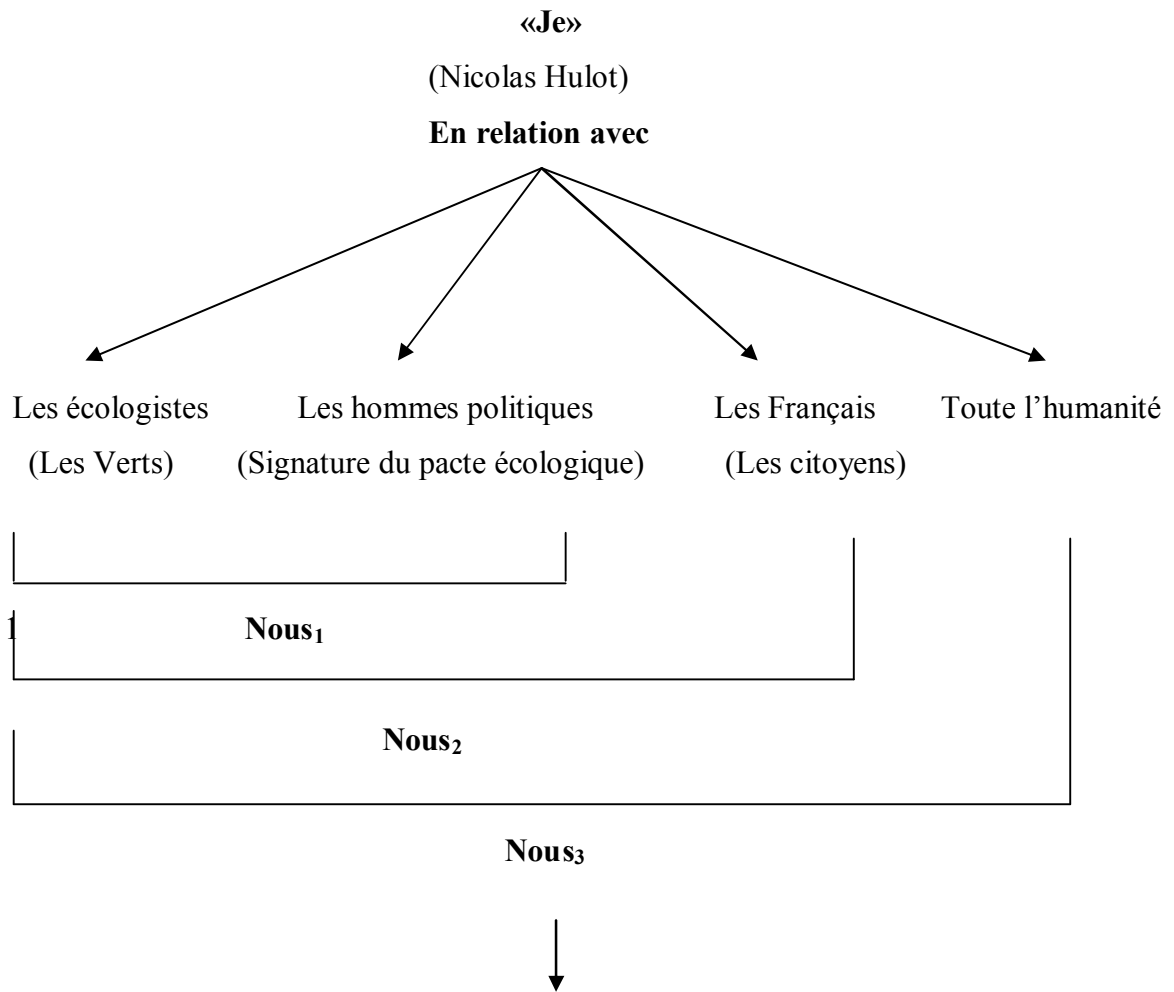 «Je»
(Nicolas Hulot)
En relation avec
Les écologistes Les hommes politiques Les Français Toute l’humanité
(Les Verts) (Signature du pacte écologique) (Les citoyens)
1 Nous₁
Nous₂
Nous₃